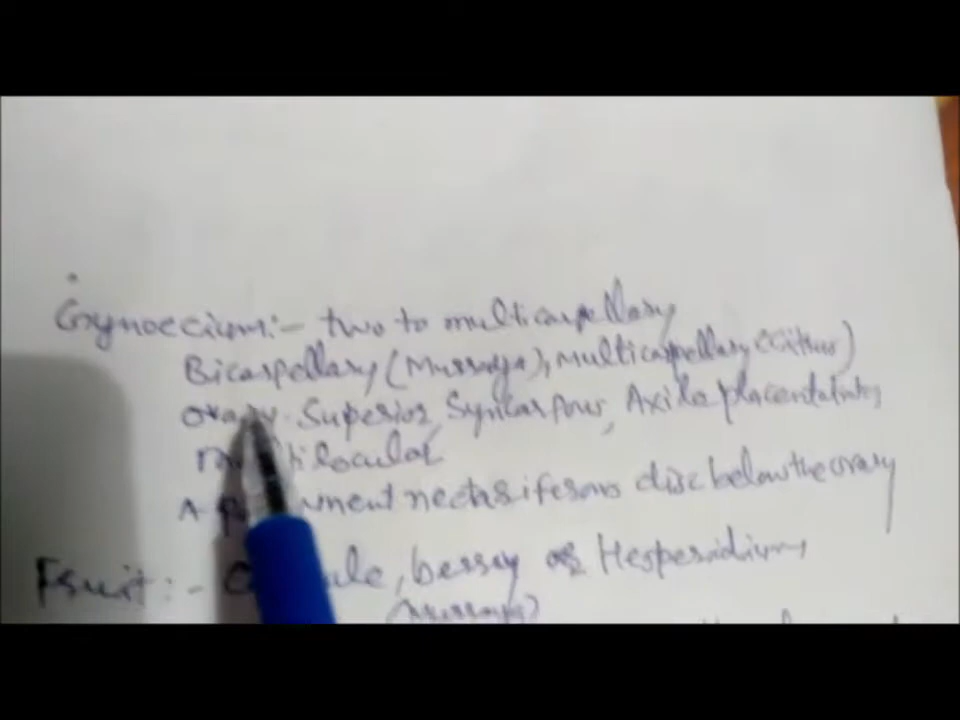 Gynoecium:- two to multicarpellary
Bicarpellary (Murraya), multicarpellary (Citrus)
Ovary. Superior, Syncarpous, Axile placentation,
multilocular
A nectariferous disc below the ovary
Fruit:- berry or Hesperidium,
(Murraya)